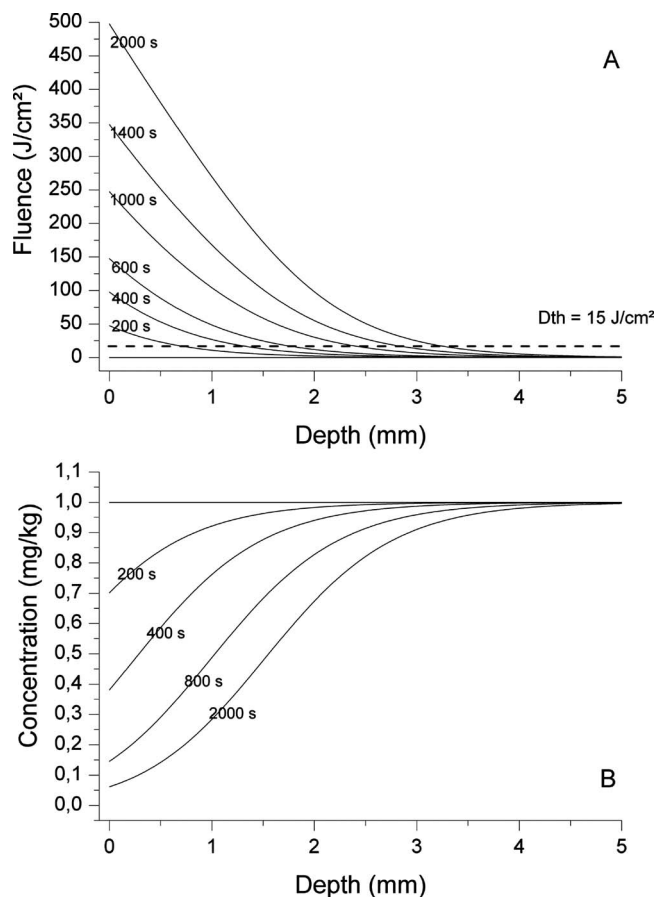 500
450
400
350
300
250
200
150
100
50
0
Fluence (J/cm²)
2000 s
1400 s
1000 s
600 s
400 s
200 s
A
Dth = 15 J/cm²
0 1 2 3 4 5
Depth (mm)
1,1
1,0
0,9
0,8
0,7
0,6
0,5
0,4
0,3
0,2
0,1
0,0
Concentration (mg/kg)
200 s
400 s
800 s
2000 s
B
0 1 2 3 4 5
Depth (mm)